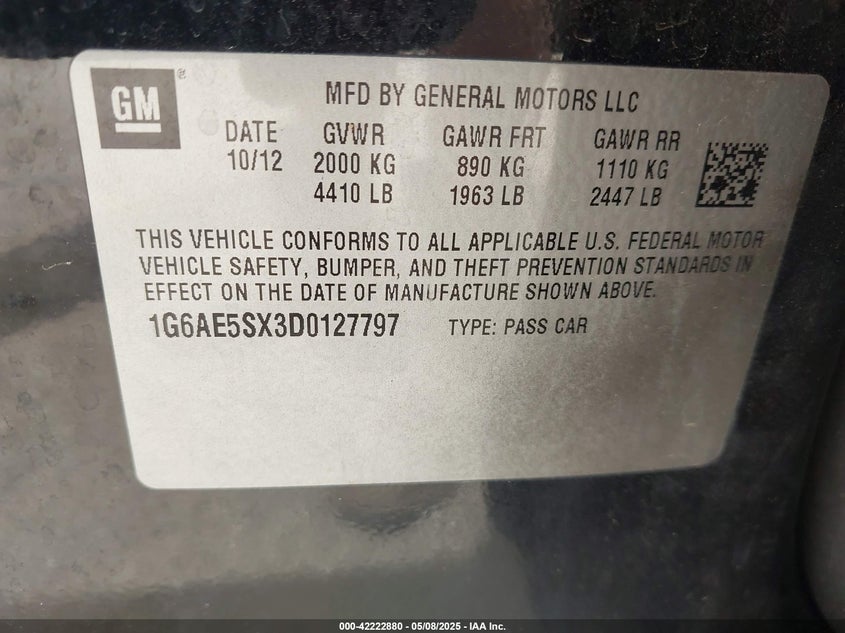 GM®
MFD BY GENERAL MOTORS LLC
DATE GVWR GAWR FRT GAWR RR
10/12 2000 KG 890 KG 1110 KG
4410 LB 1963 LB 2447 LB
THIS VEHICLE CONFORMS TO ALL APPLICABLE U.S. FEDERAL MOTOR
VEHICLE SAFETY, BUMPER, AND THEFT PREVENTION STANDARDS IN
EFFECT ON THE DATE OF MANUFACTURE SHOWN ABOVE.
1G6AE5SX3D0127797 TYPE: PASS CAR
000-42222880 - 05/08/2025 - IAA Inc.